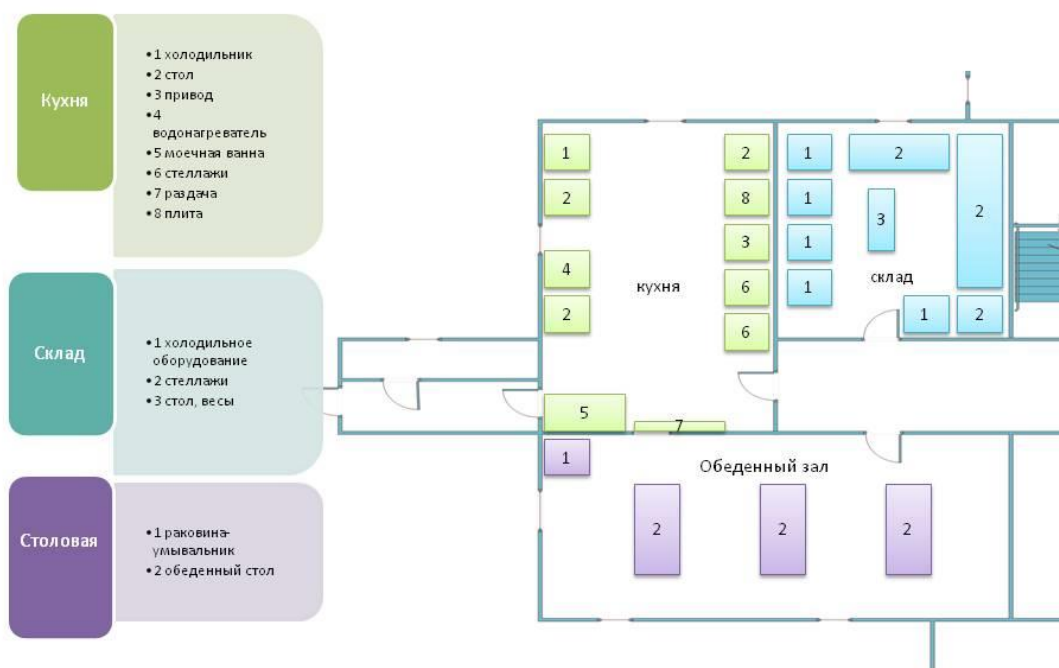 Кухня
• 1 холодильник
• 2 стол
• 3 привод
• 4
водонагреватель
• 5 моечная ванна
• 6 стеллажи
• 7 раздача
• 8 плита
Склад
• 1 холодильное
оборудование
• 2 стеллажи
• 3 стол, весы
Столовая
• 1 раковина-
умывальник
• 2 обеденный стол
1
2
4
2
5
кухня
2
8
3
6
6
7
1
1
1
1
2
3
2
склад
1
2
Обеденный зал
1
2
2
2